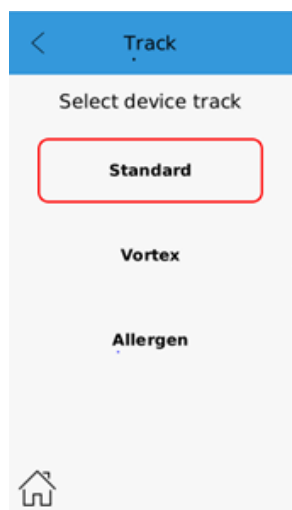 Track
Select device track
Standard
Vortex
Allergen